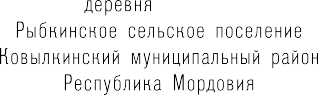 деревня
Рыбкинское сельское поселение
Ковылкинский муниципальный район
Республика Мордовия